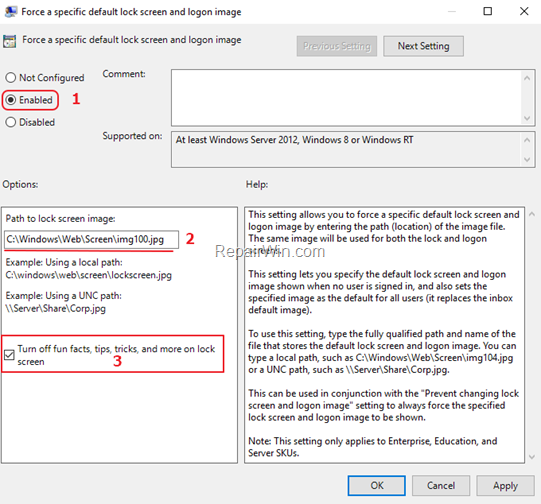 Force a specific default lock screen and logon image
Force a specific default lock screen and logon image
Previous Setting
Next Setting
Not Configured
Comment:
Enabled
1
Disabled
Supported on:
At least Windows Server 2012, Windows 8 or Windows RT
Options:
Help:
Path to lock screen image:
C:\Windows\Web\Screen\img100.jpg
2
Example: Using a local path:
C:\windows\web\screen\lockscreen.jpg
Example: Using a UNC path:
\\Server\Share\Corp.jpg
Turn off fun facts, tips, tricks, and more on lock
screen
3
This setting allows you to force a specific default lock screen and
logon image by entering the path (location) of the image file.
The same image will be used for both the lock and logon
screens.
RepairWin.com
This setting lets you specify the default lock screen and logon
image shown when no user is signed in, and also sets the
specified image as the default for all users (it replaces the inbox
default image).
To use this setting, type the fully qualified path and name of the
file that stores the default lock screen and logon image. You can
type a local path, such as C:\Windows\Web\Screen\img104.jpg
or a UNC path, such as \\Server\Share\Corp.jpg.
This can be used in conjunction with the "Prevent changing lock
screen and logon image" setting to always force the specified
lock screen and logon image to be shown.
Note: This setting only applies to Enterprise, Education, and
Server SKUs.
OK
Cancel
Apply